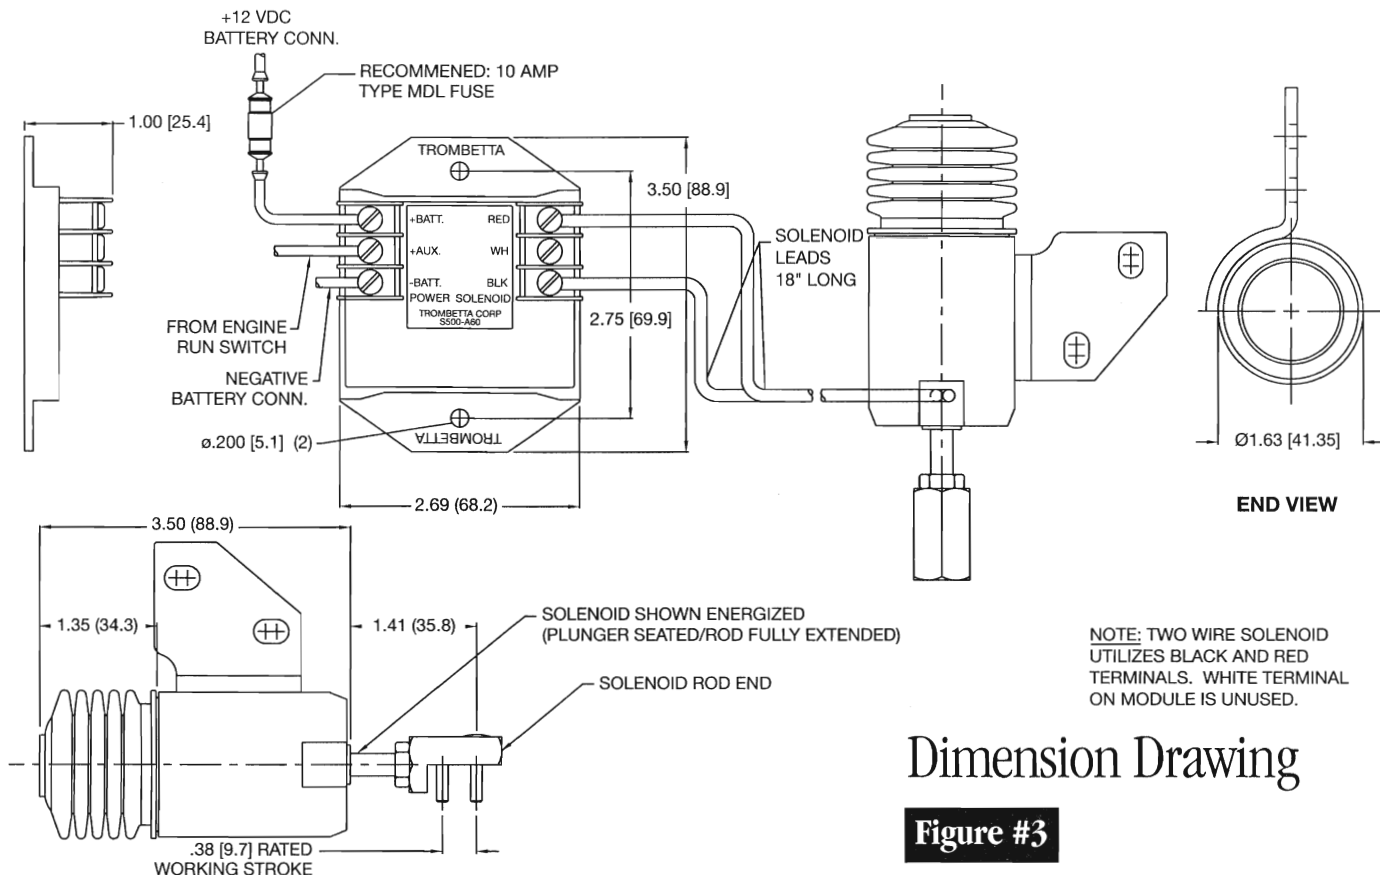 +12 VDC
BATTERY CONN.
RECOMMENED: 10 AMP
TYPE MDL FUSE
1.00 [25.4]
TROMBETTA
3.50 [88.9]
+BATT. RED
+AUX. WH
-BATT. BLK
POWER SOLENOID
TROMBETTA CORP
S500-A60
SOLENOID
LEADS
18" LONG
2.75 [69.9]
FROM ENGINE
RUN SWITCH
NEGATIVE
BATTERY CONN.
ø.200 [5.1] (2)
TROMBETTA
2.69 (68.2)
Ø1.63 [41.35]
END VIEW
3.50 (88.9)
1.35 (34.3)
1.41 (35.8)
SOLENOID SHOWN ENERGIZED
(PLUNGER SEATED/ROD FULLY EXTENDED)
SOLENOID ROD END
.38 [9.7] RATED
WORKING STROKE
NOTE: TWO WIRE SOLENOID
UTILIZES BLACK AND RED
TERMINALS. WHITE TERMINAL
ON MODULE IS UNUSED.
Dimension Drawing
Figure #3